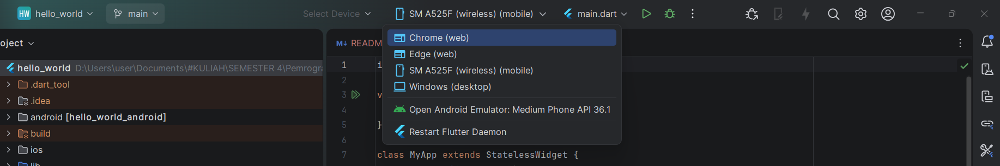 HW hello_world main Select Device SM A525F (wireless) (mobile) main.dart
oject
M↓ READM
Chrome (web)
Edge (web)
SM A525F (wireless) (mobile)
Windows (desktop)
Open Android Emulator: Medium Phone API 36.1
Restart Flutter Daemon
hello_world D:\Users\user\Documents\#KULIAH\SEMESTER 4\Pemrogra
.dart_tool
.idea
android [hello_world_android]
build
ios
lib
1 i
2
3 v
4
5 }
6
7 class MyApp extends StatelessWidget {